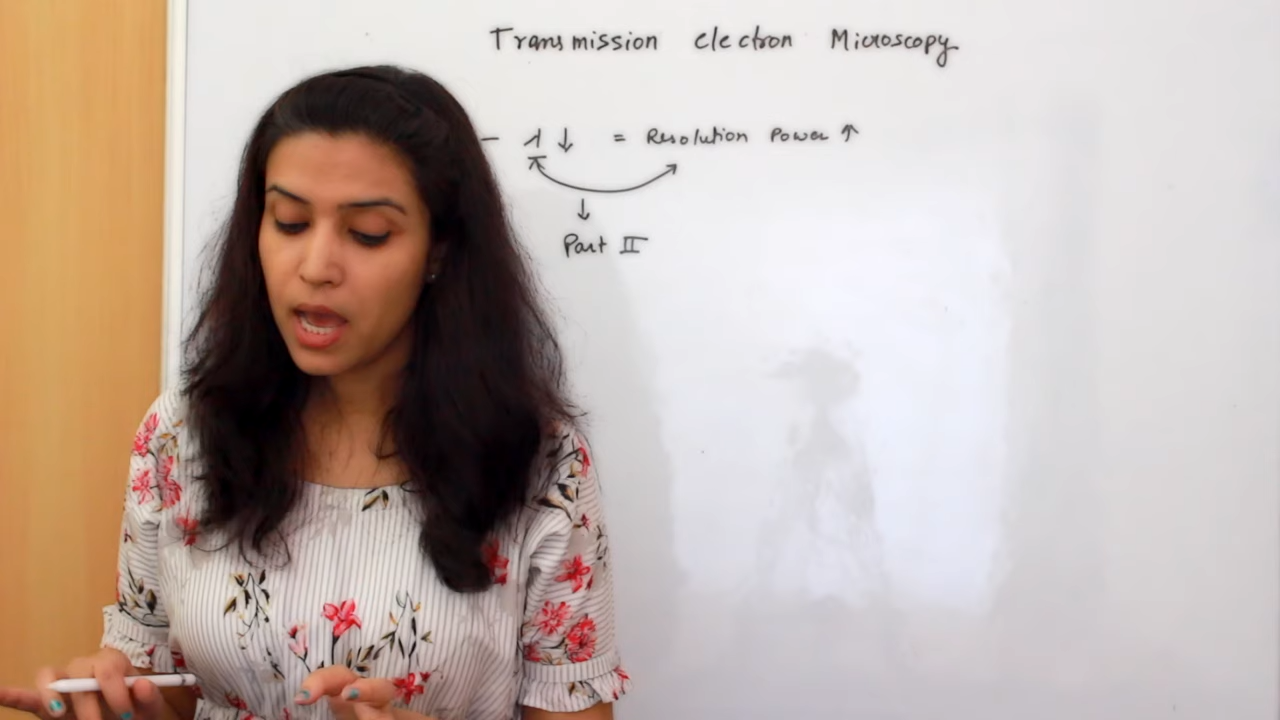 Transmission electron Microscopy
- λ ↓ = Resolution Power ↑
↓
Part II